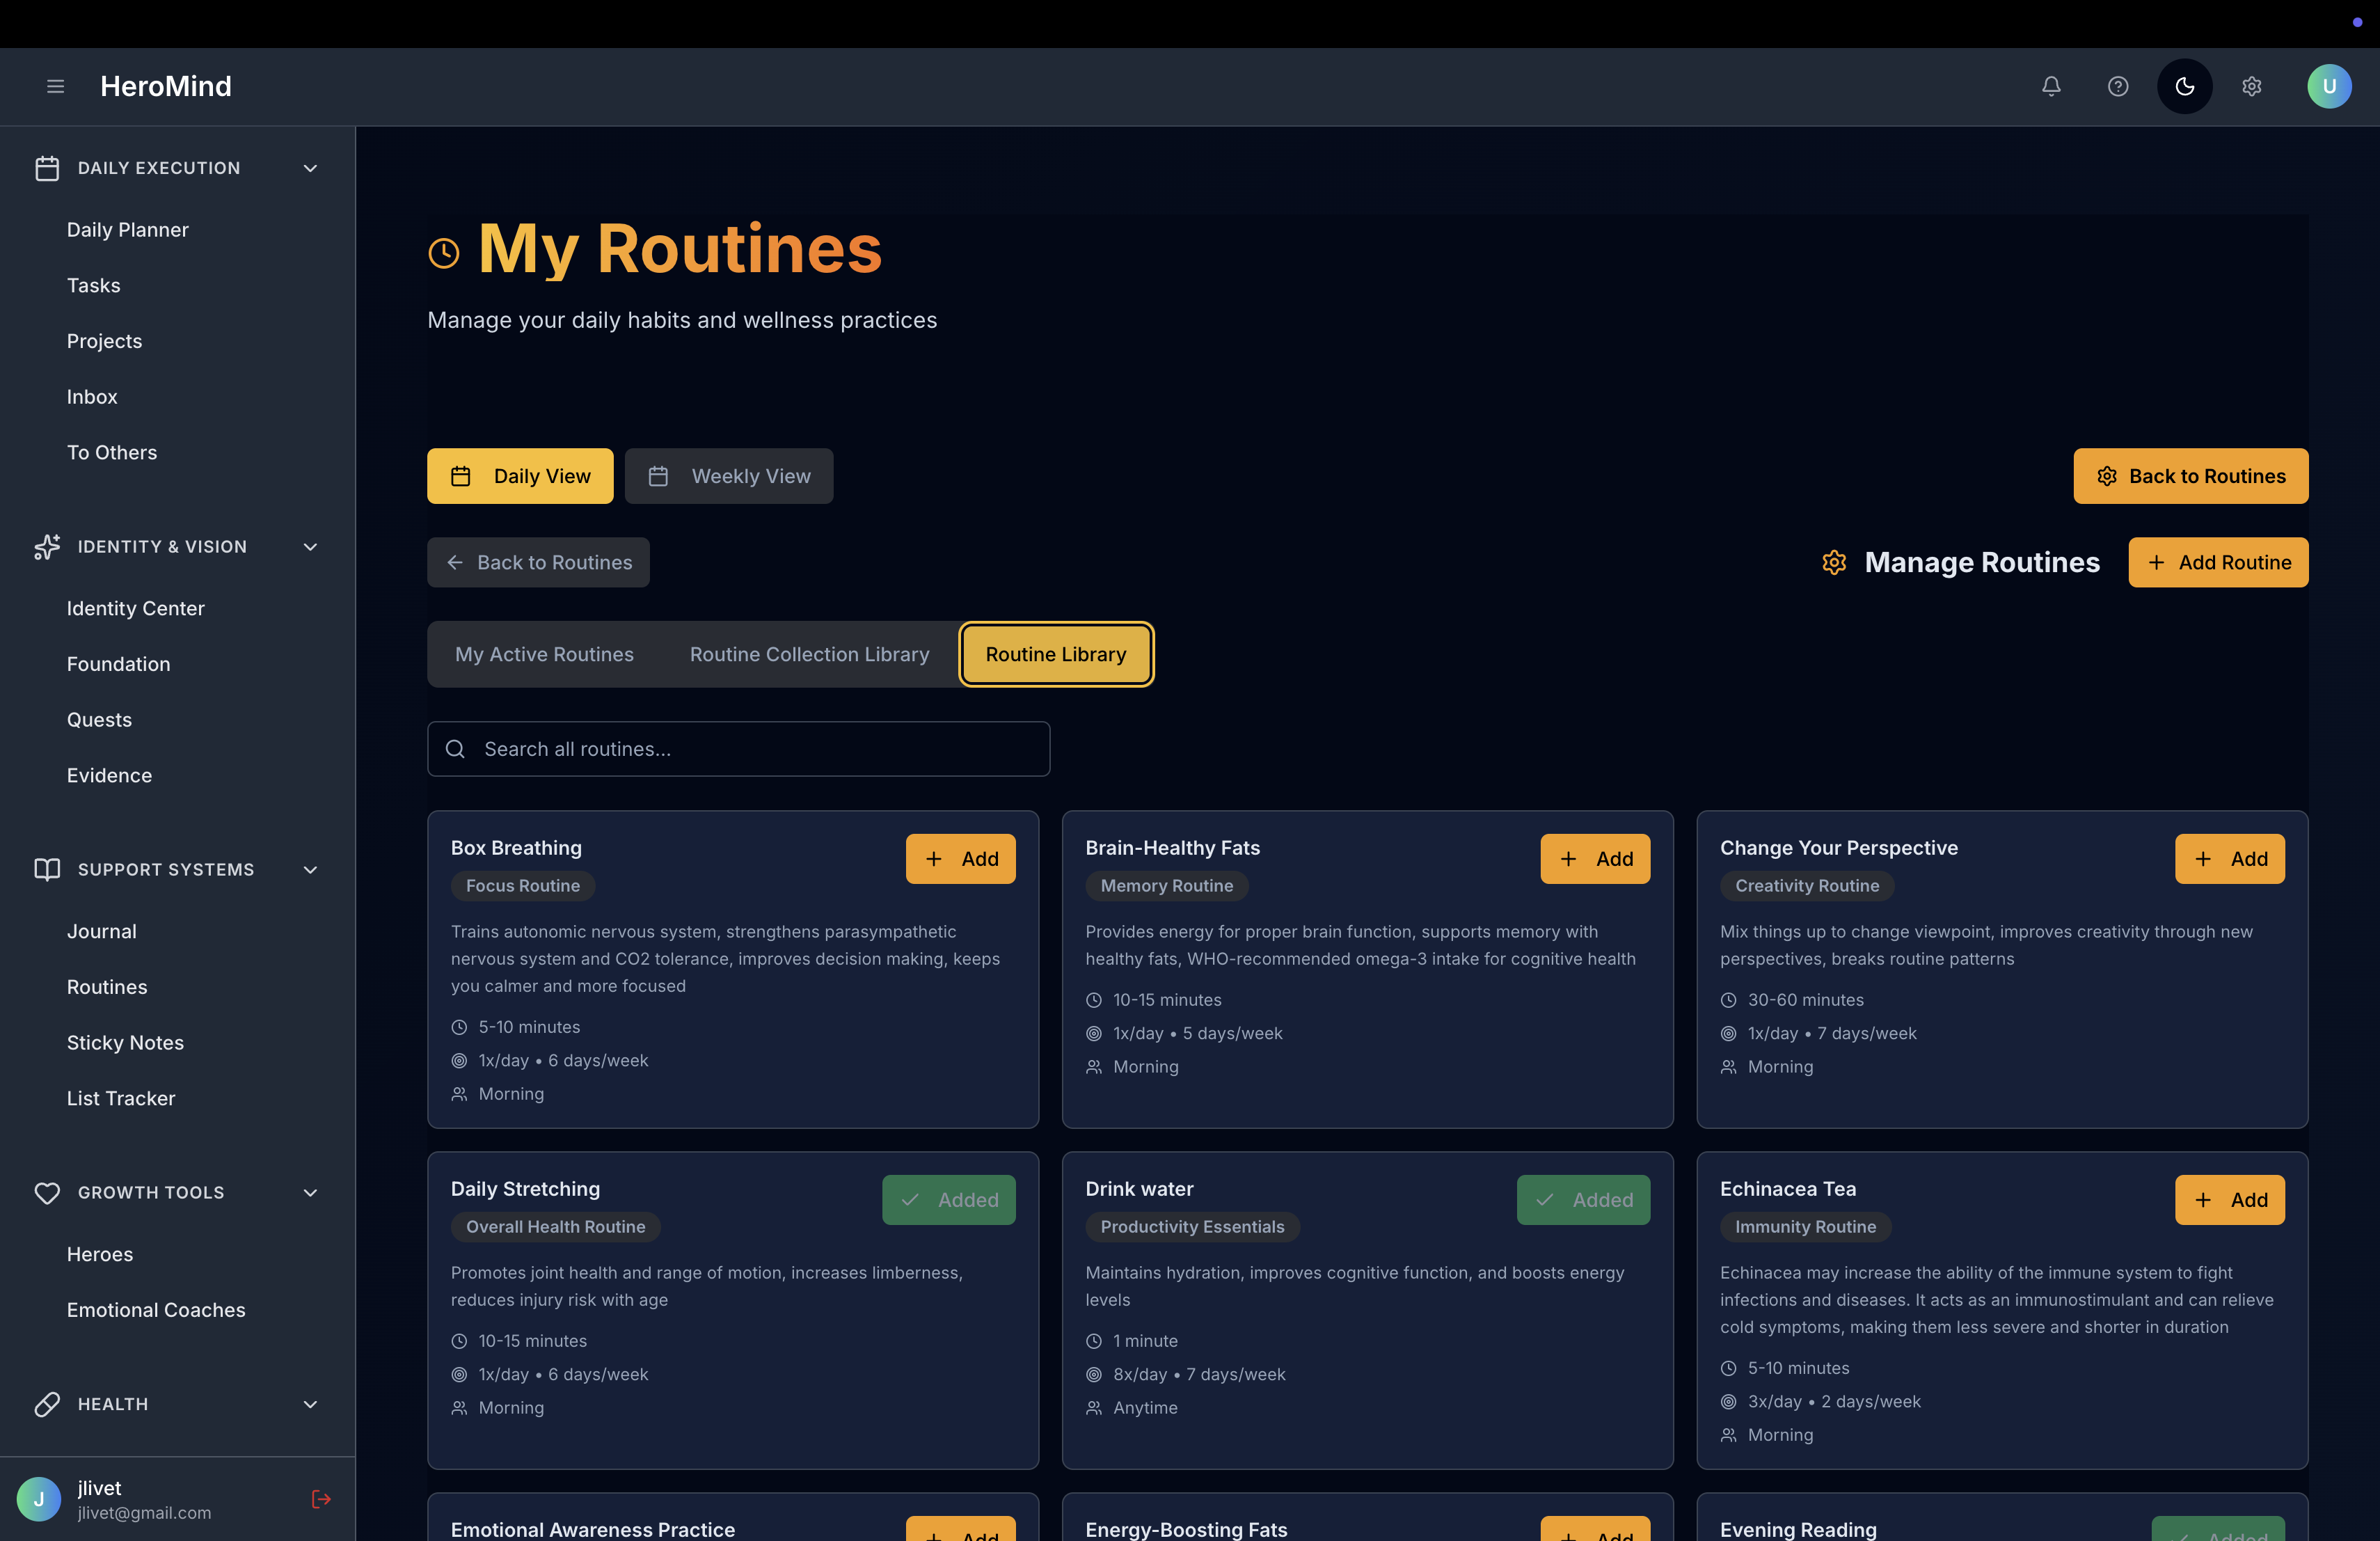 HeroMind
U
DAILY EXECUTION
Daily Planner
Tasks
Projects
Inbox
To Others
IDENTITY & VISION
Identity Center
Foundation
Quests
Evidence
SUPPORT SYSTEMS
Journal
Routines
Sticky Notes
List Tracker
GROWTH TOOLS
Heroes
Emotional Coaches
HEALTH
J
jlivet
jlivet@gmail.com
My Routines
Manage your daily habits and wellness practices
Daily View
Weekly View
Back to Routines
Back to Routines
Manage Routines
Add Routine
My Active Routines
Routine Collection Library
Routine Library
Search all routines...
Box Breathing
Add
Focus Routine
Trains autonomic nervous system, strengthens parasympathetic
nervous system and CO2 tolerance, improves decision making, keeps
you calmer and more focused
5-10 minutes
1x/day • 6 days/week
Morning
Brain-Healthy Fats
Add
Memory Routine
Provides energy for proper brain function, supports memory with
healthy fats, WHO-recommended omega-3 intake for cognitive health
10-15 minutes
1x/day • 5 days/week
Morning
Change Your Perspective
Add
Creativity Routine
Mix things up to change viewpoint, improves creativity through new
perspectives, breaks routine patterns
30-60 minutes
1x/day • 7 days/week
Morning
Daily Stretching
Added
Overall Health Routine
Promotes joint health and range of motion, increases limberness,
reduces injury risk with age
10-15 minutes
1x/day • 6 days/week
Morning
Drink water
Added
Productivity Essentials
Maintains hydration, improves cognitive function, and boosts energy
levels
1 minute
8x/day • 7 days/week
Anytime
Echinacea Tea
Add
Immunity Routine
Echinacea may increase the ability of the immune system to fight
infections and diseases. It acts as an immunostimulant and can relieve
cold symptoms, making them less severe and shorter in duration
5-10 minutes
3x/day • 2 days/week
Morning
Emotional Awareness Practice
Add
Energy-Boosting Fats
Add
Evening Reading
Added